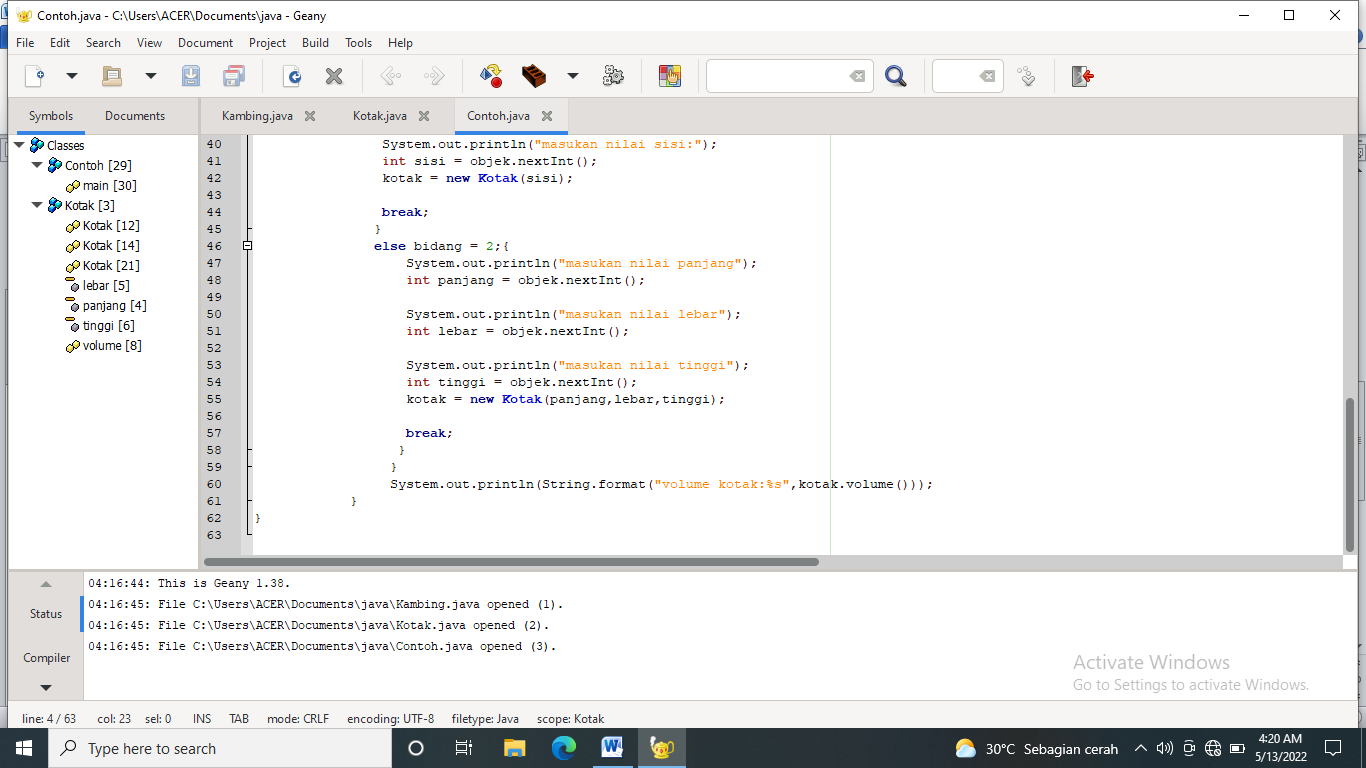 Contoh.java - C:\Users\ACER\Documents\java - Geany
File Edit Search View Document Project Build Tools Help
Symbols Documents Kambing.java Kotak.java Contoh.java
Classes
Contoh [29]
main [30]
Kotak [3]
Kotak [12]
Kotak [14]
Kotak [21]
lebar [5]
panjang [4]
tinggi [6]
volume [8]
40 System.out.println("masukan nilai sisi:");
41 int sisi = objek.nextInt();
42 kotak = new Kotak(sisi);
43
44 break;
45 }
46 else bidang = 2;{
47 System.out.println("masukan nilai panjang");
48 int panjang = objek.nextInt();
49
50 System.out.println("masukan nilai lebar");
51 int lebar = objek.nextInt();
52
53 System.out.println("masukan nilai tinggi");
54 int tinggi = objek.nextInt();
55 kotak = new Kotak(panjang,lebar,tinggi);
56
57 break;
58 }
59 }
60 System.out.println(String.format("volume kotak:%s",kotak.volume()));
61 }
62 }
63
Status
Compiler
04:16:44: This is Geany 1.38.
04:16:45: File C:\Users\ACER\Documents\java\Kambing.java opened (1).
04:16:45: File C:\Users\ACER\Documents\java\Kotak.java opened (2).
04:16:45: File C:\Users\ACER\Documents\java\Contoh.java opened (3).
Activate Windows
Go to Settings to activate Windows.
line: 4 / 63 col: 23 sel: 0 INS TAB mode: CRLF encoding: UTF-8 filetype: Java scope: Kotak
Type here to search
30°C Sebagian cerah
4:20 AM
5/13/2022